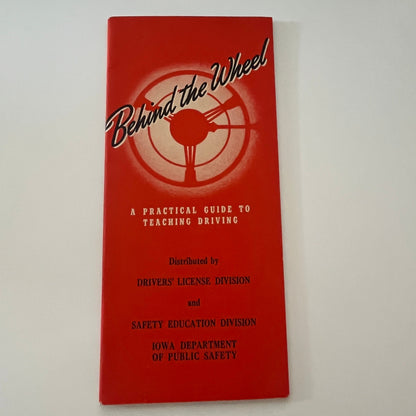 Behind the Wheel
A PRACTICAL GUIDE TO
TEACHING DRIVING
Distributed by
DRIVERS' LICENSE DIVISION
and
SAFETY EDUCATION DIVISION
IOWA DEPARTMENT
OF PUBLIC SAFETY